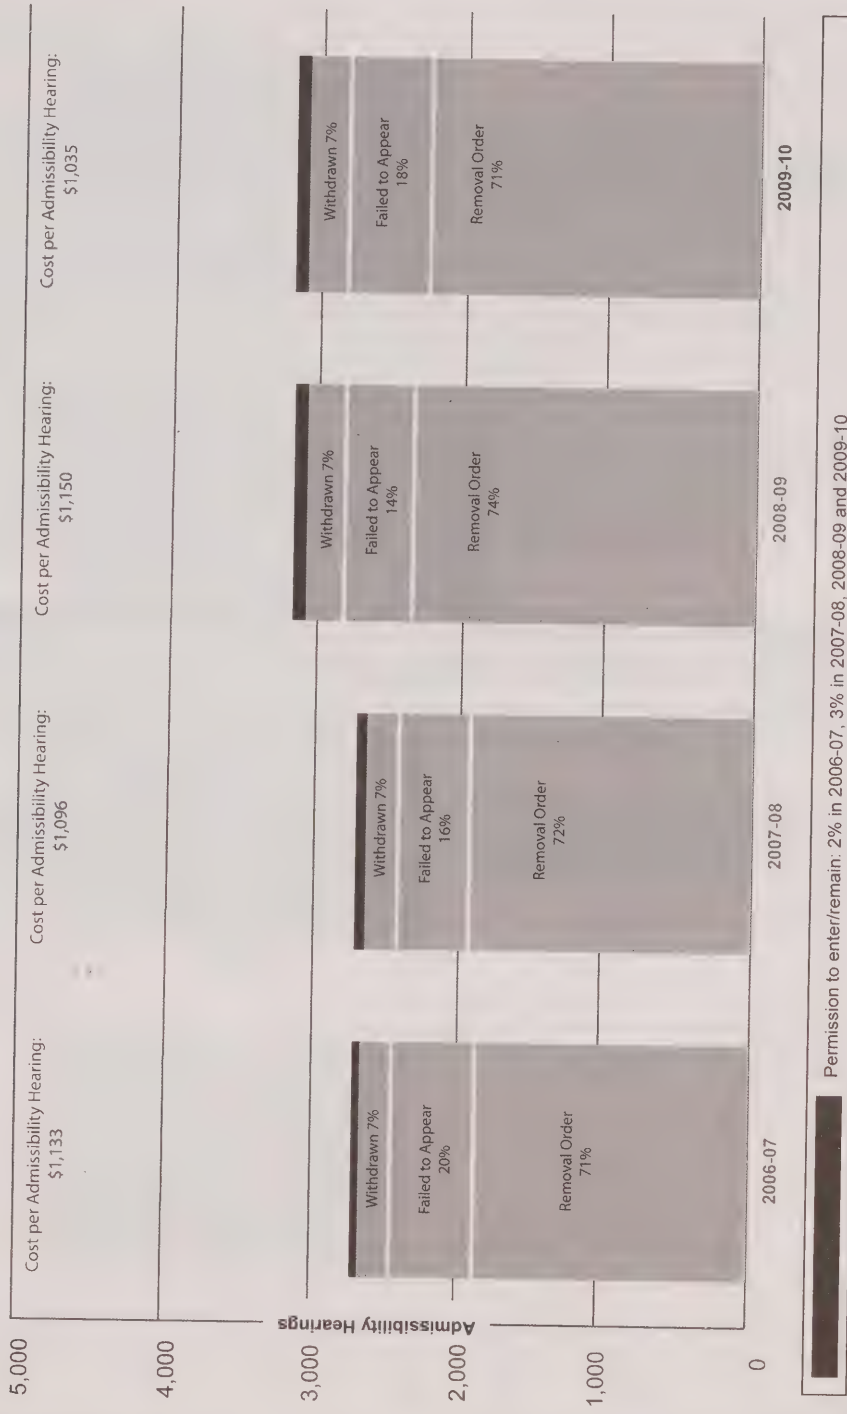 5,000
4,000
3,000
2,000
1,000
0
Admissibility Hearings
Cost per Admissibility Hearing:
$1,133
Withdrawn 7%
Failed to Appear
20%
Removal Order
71%
2006-07
Cost per Admissibility Hearing:
$1,096
Withdrawn 7%
Failed to Appear
16%
Removal Order
72%
2007-08
Cost per Admissibility Hearing:
$1,150
Withdrawn 7%
Failed to Appear
14%
Removal Order
74%
2008-09
Cost per Admissibility Hearing:
$1,035
Withdrawn 7%
Failed to Appear
18%
Removal Order
71%
2009-10
Permission to enter/remain: 2% in 2006-07, 3% in 2007-08, 2008-09 and 2009-10